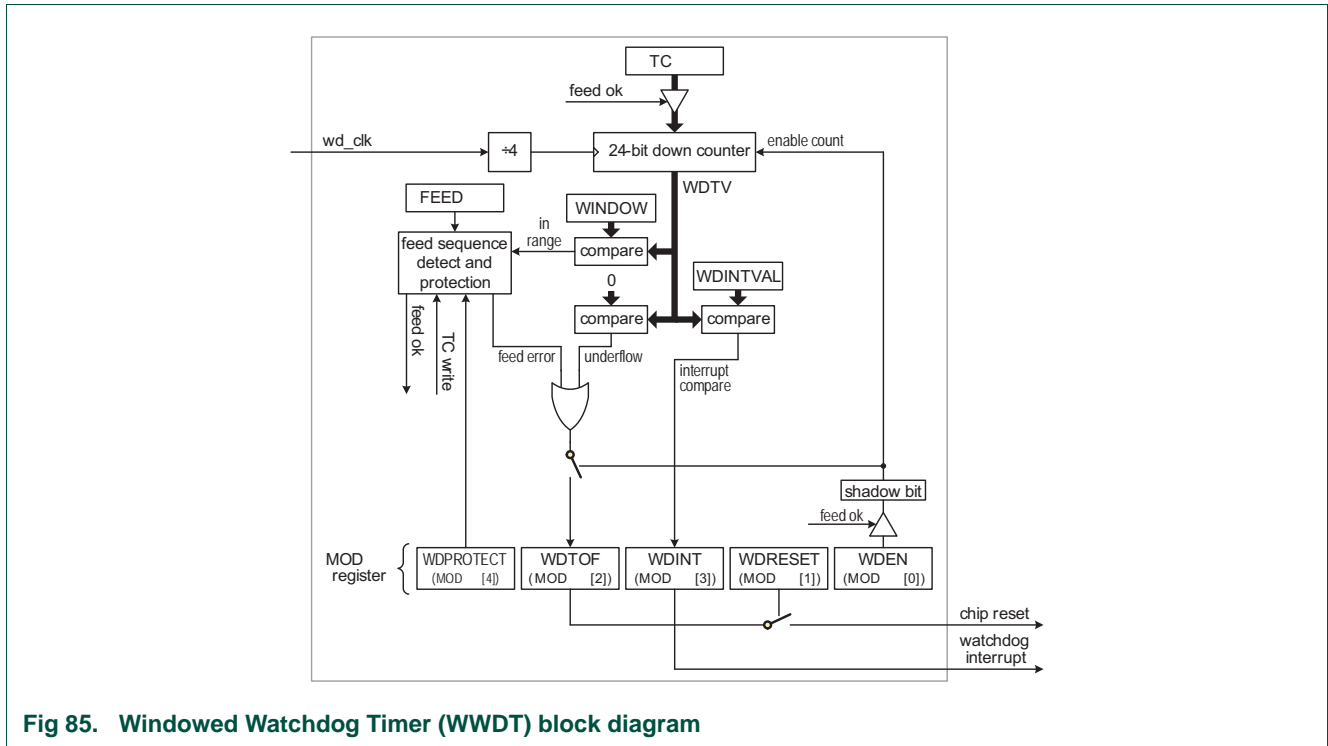 TC
feed ok
wd_clk
÷4
24-bit down counter
enable count
WDTV
FEED
WINDOW
in
range
feed sequence
detect and
protection
compare
WDINTVAL
0
compare
compare
feed ok
TC write
feed error
underflow
interrupt
compare
shadow bit
feed ok
MOD
register
WDPROTECT
(MOD [4])
WDTOF
(MOD [2])
WDINT
(MOD [3])
WDRESET
(MOD [1])
WDEN
(MOD [0])
chip reset
watchdog
interrupt
Fig 85. Windowed Watchdog Timer (WWDT) block diagram